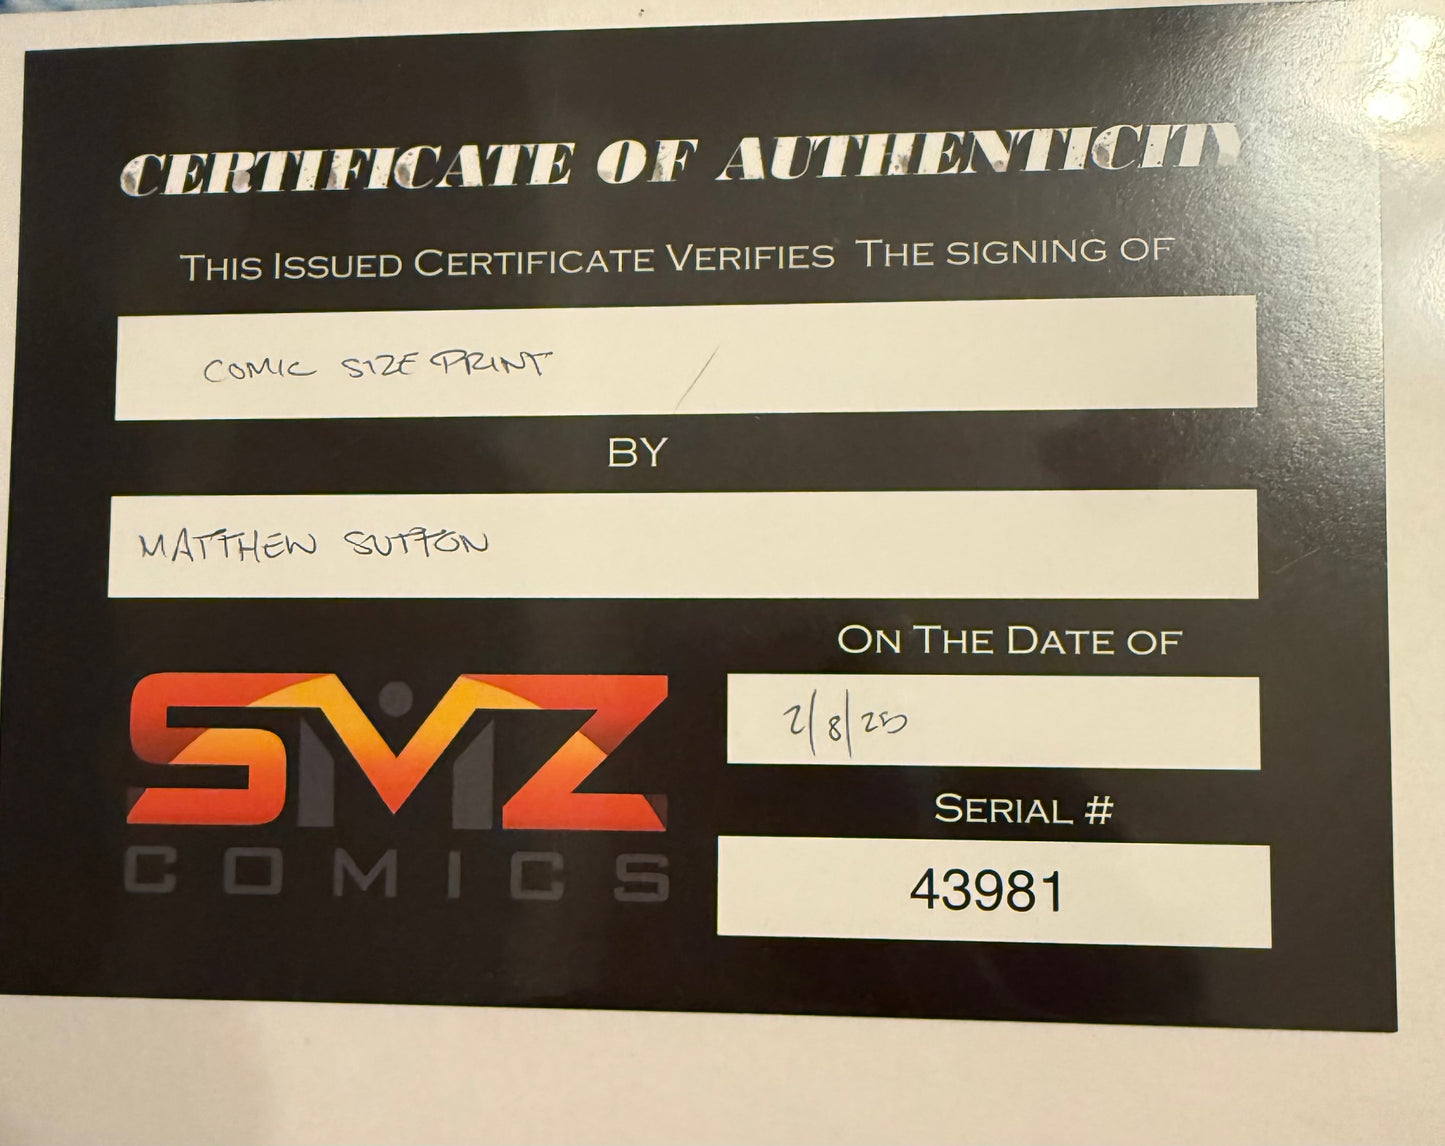 CERTIFICATE OF AUTHENTICITY
THIS ISSUED CERTIFICATE VERIFIES THE SIGNING OF
COMIC SIZE PRINT
BY
MATTHEW SUTTON
ON THE DATE OF
2/8/25
SERIAL #
43981
SMZ
COMICS